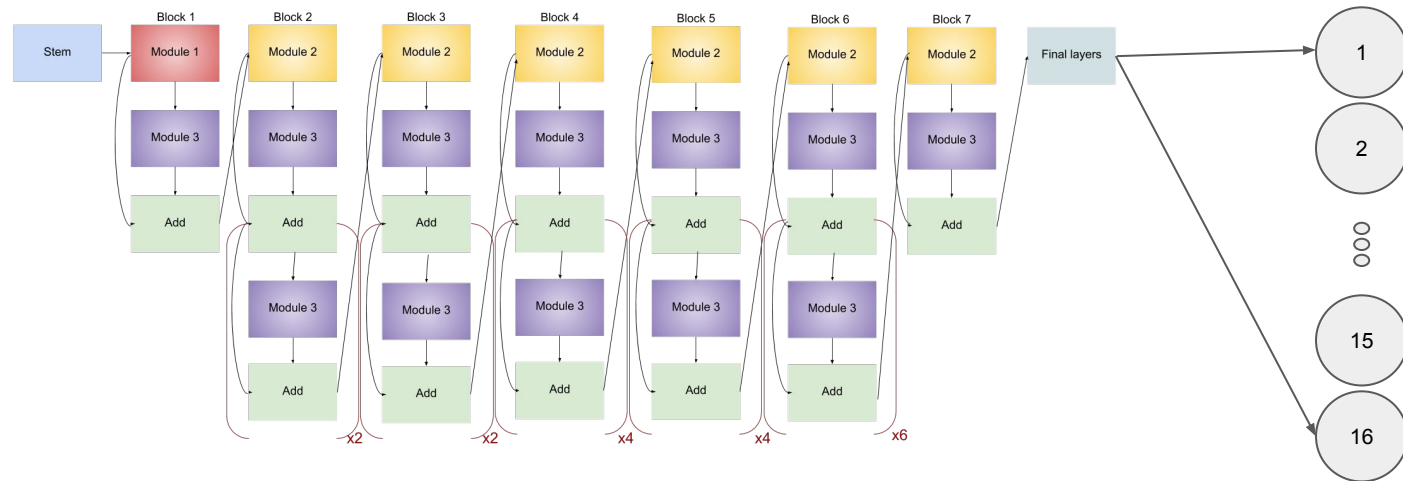 Block 1
Block 2
Block 3
Block 4
Block 5
Block 6
Block 7
Stem
Module 1
Module 2
Module 2
Module 2
Module 2
Module 2
Module 2
Final layers
1
Module 3
Module 3
Module 3
Module 3
Module 3
Module 3
Module 3
2
Add
Add
Add
Add
Add
Add
Add
Module 3
Module 3
Module 3
Module 3
Module 3
15
Add
Add
Add
Add
Add
x2
x2
x4
x4
x6
16